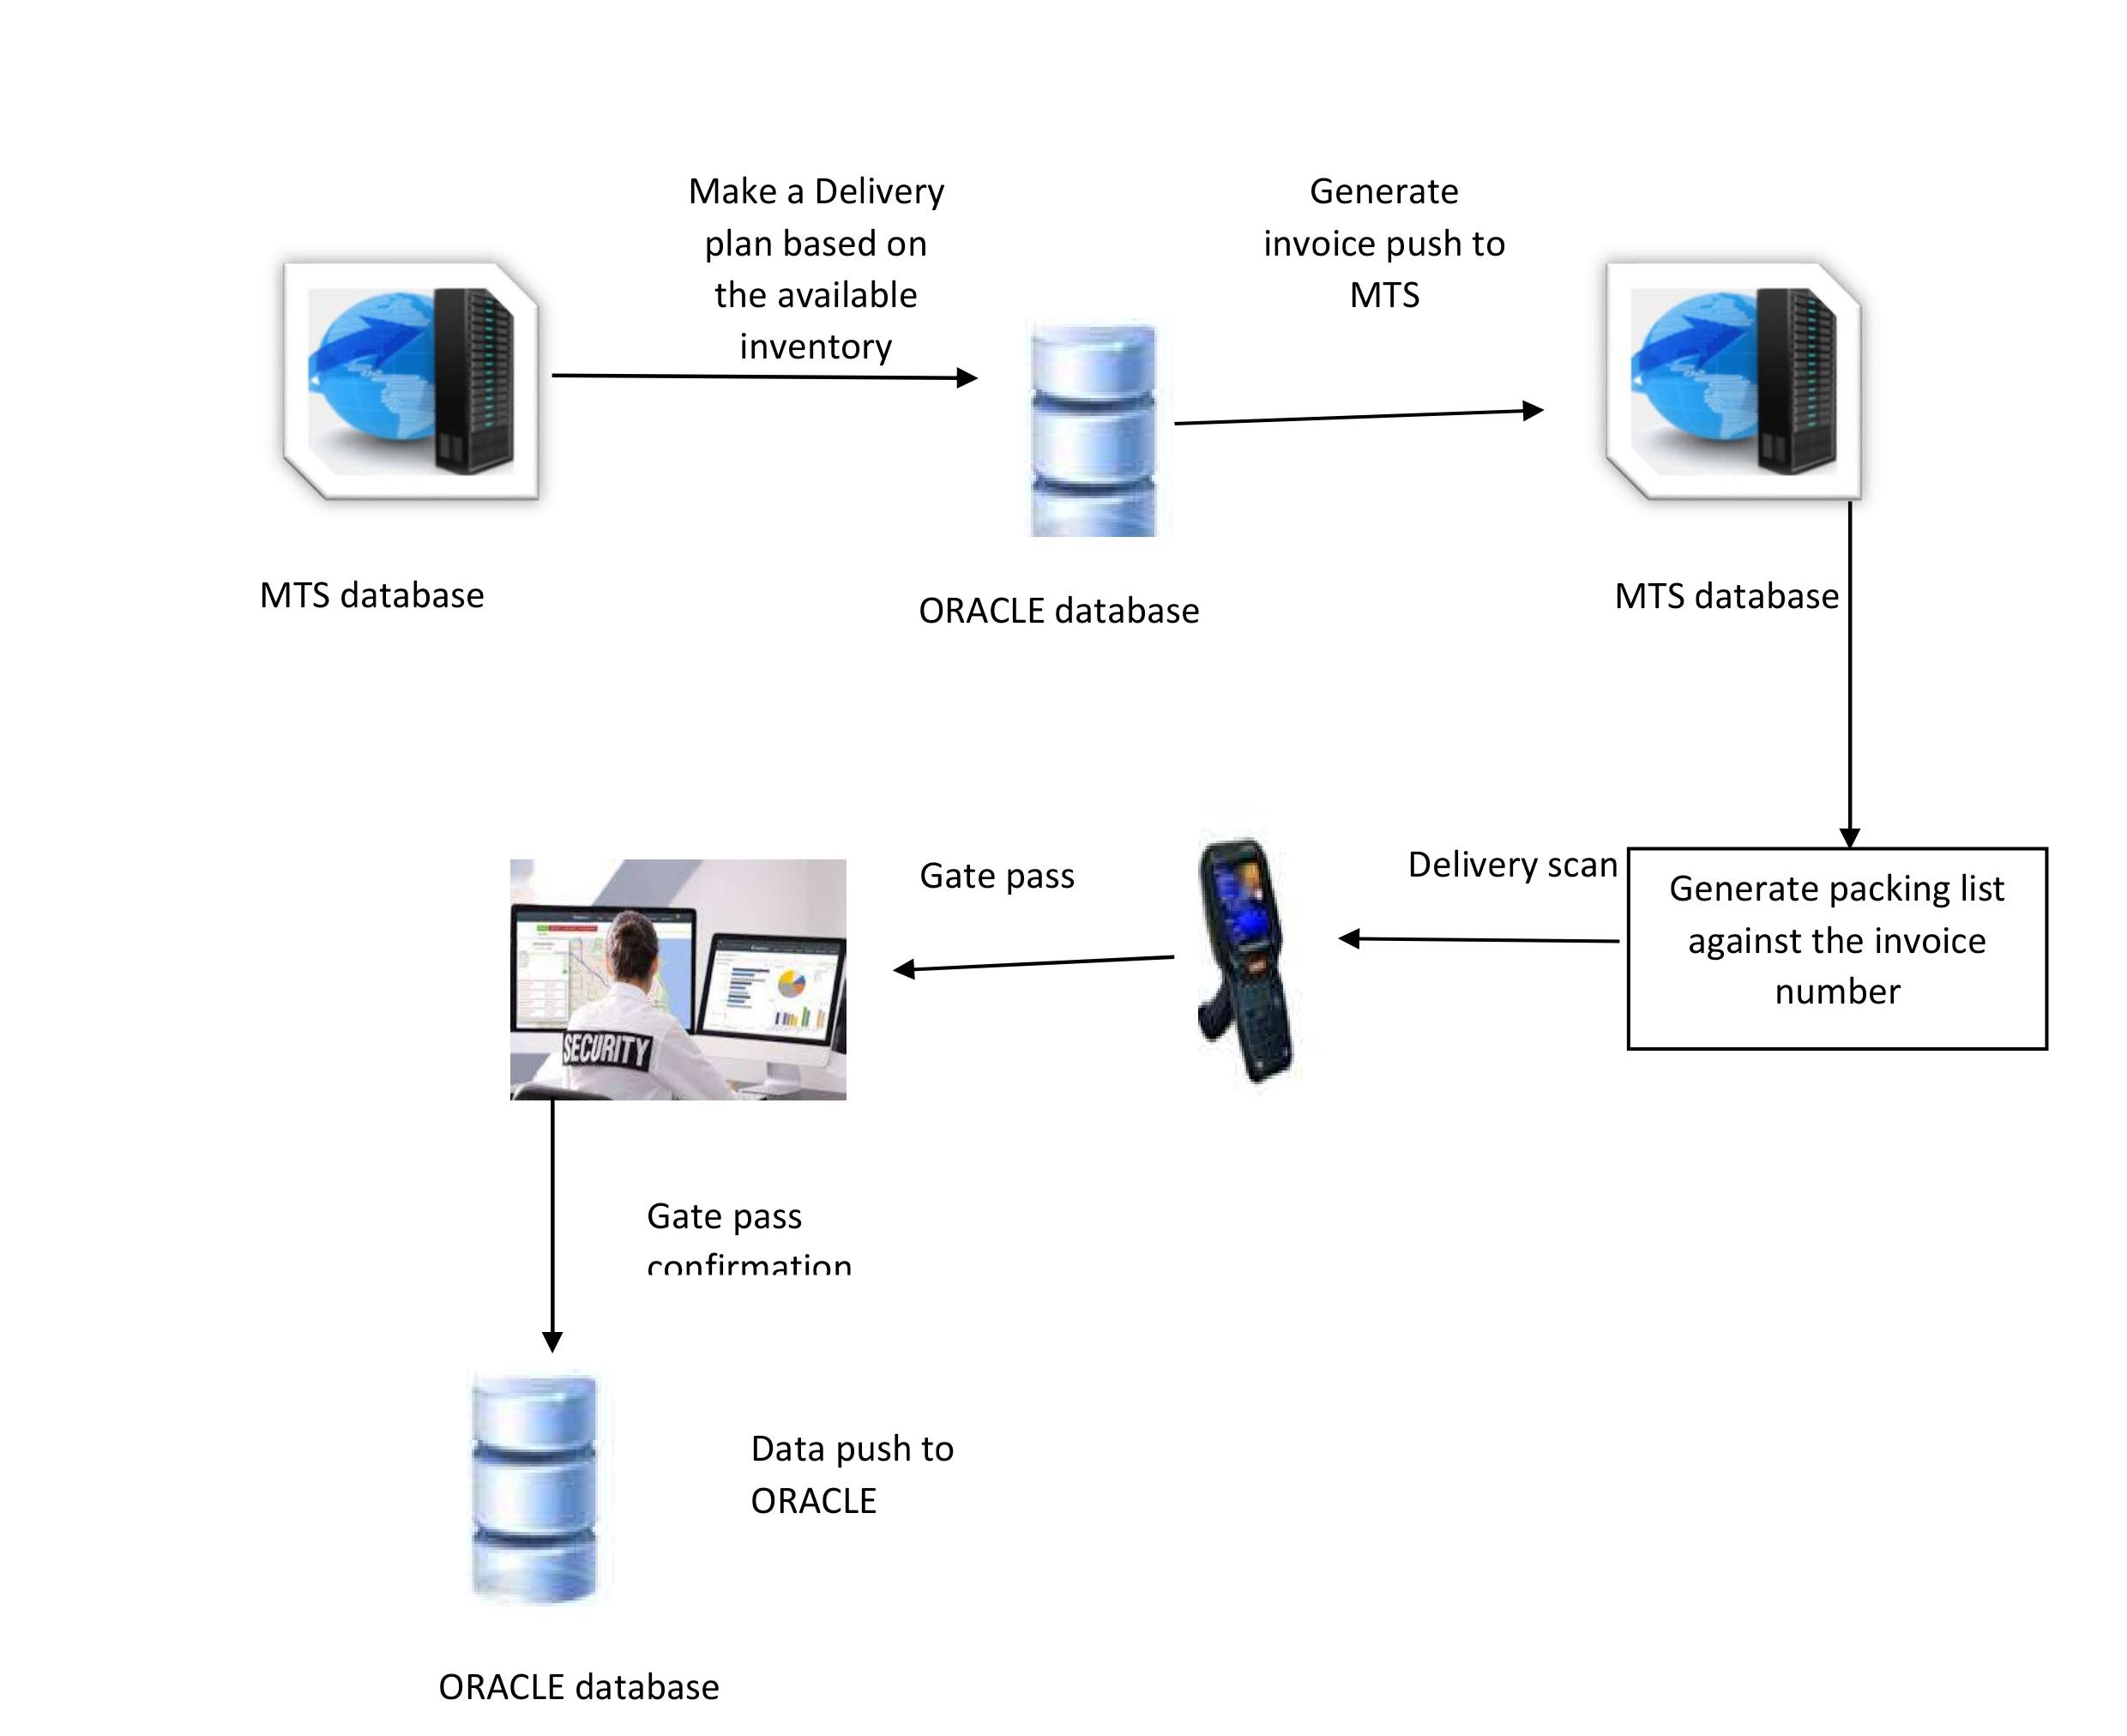 Make a Delivery
plan based on
the available
inventory
Generate
invoice push to
MTS
MTS database
ORACLE database
MTS database
Gate pass
Delivery scan
Generate packing list
against the invoice
number
SECURITY
Gate pass
confirmation
Data push to
ORACLE
ORACLE database